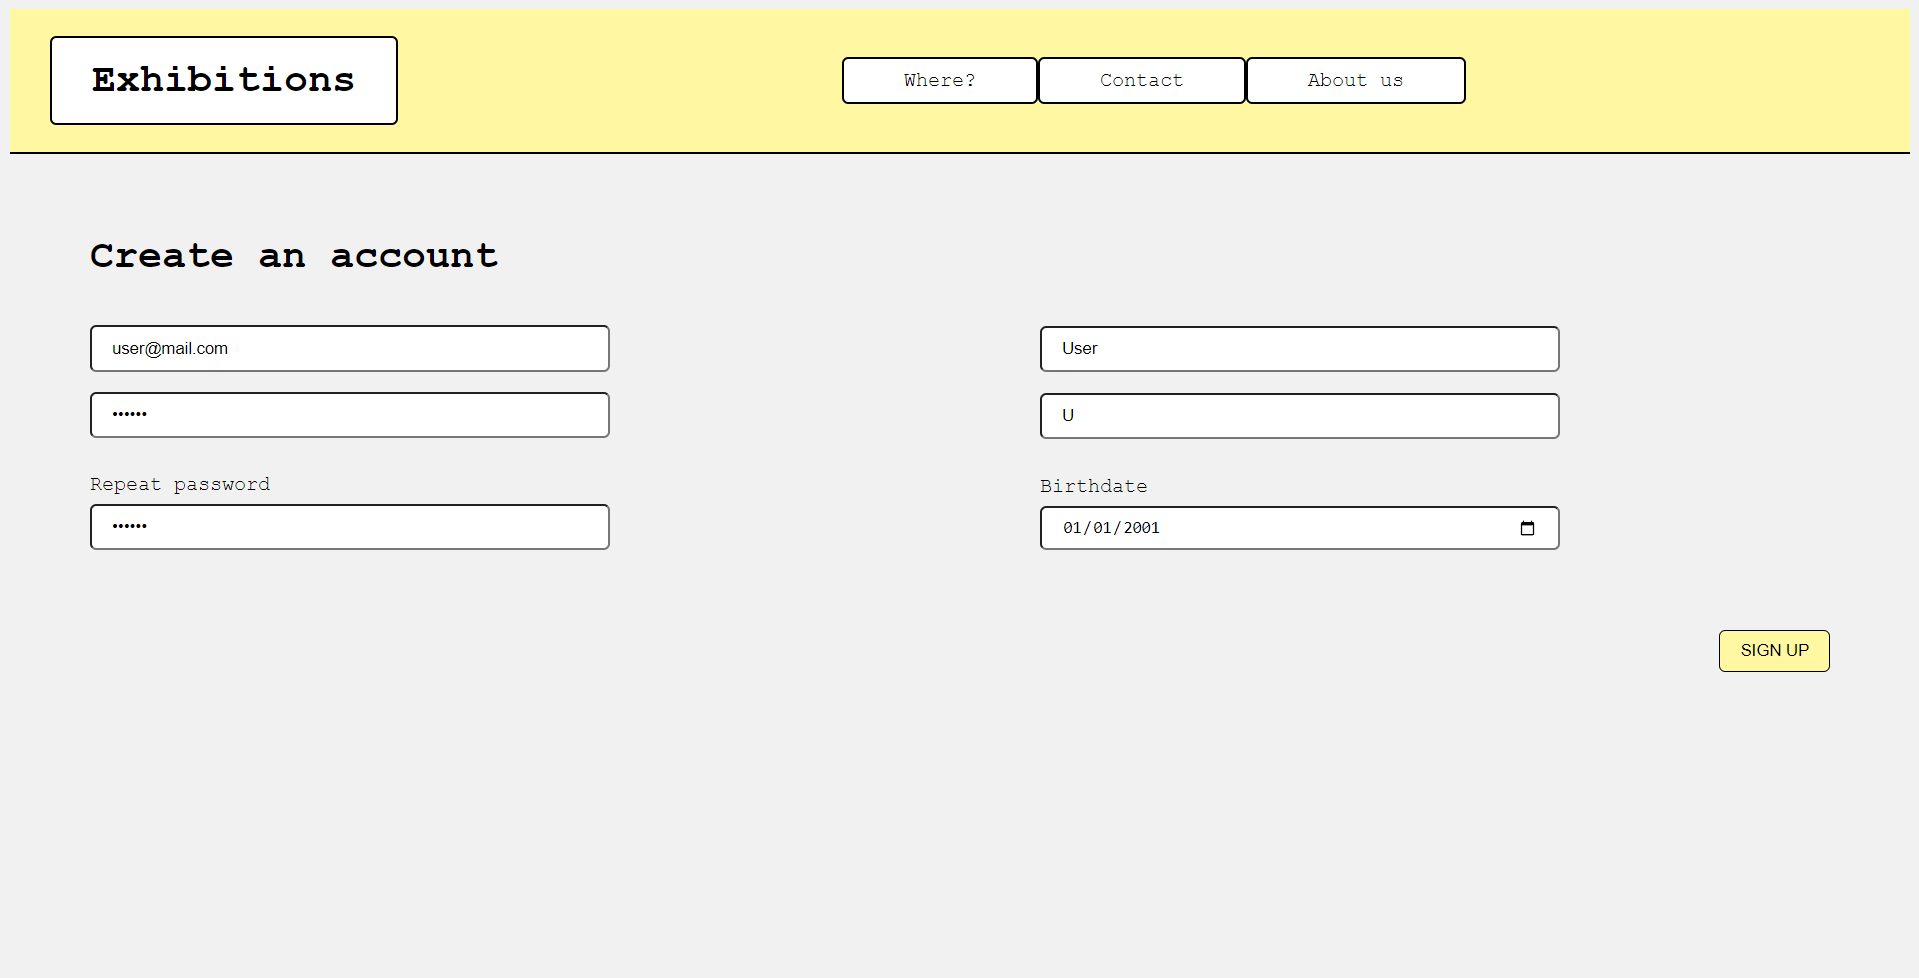 Exhibitions
Where?
Contact
About us
Create an account
user@mail.com
••••••
Repeat password
••••••
User
U
Birthdate
01/01/2001
SIGN UP